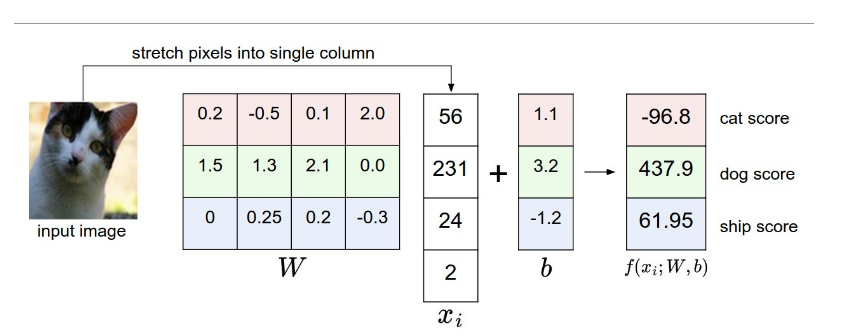 stretch pixels into single column
0.2 -0.5 0.1 2.0 56 1.1 -96.8 cat score
1.5 1.3 2.1 0.0 231 + 3.2 437.9 dog score
0 0.25 0.2 -0.3 24 -1.2 61.95 ship score
input image
W 2 b f(xᵢ; W, b)
xᵢ